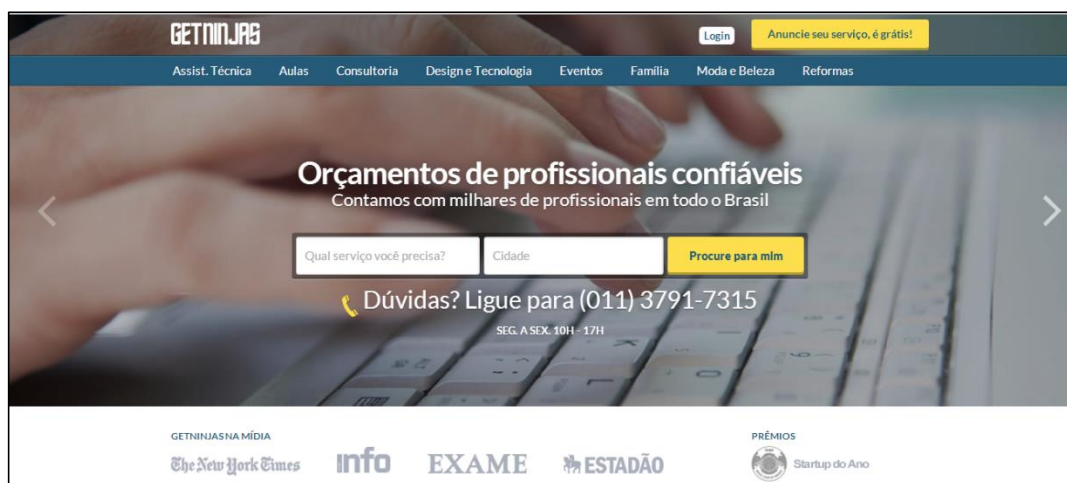 GETNINJAS
Login
Anuncie seu serviço, é grátis!
Assist. Técnica Aulas Consultoria Design e Tecnologia Eventos Família Moda e Beleza Reformas
Orçamentos de profissionais confiáveis
Contamos com milhares de profissionais em todo o Brasil
Qual serviço você precisa? Cidade Procure para mim
Dúvidas? Ligue para (011) 3791-7315
SEG. A SEX. 10H - 17H
GETNINJAS NA MÍDIA
PRÊMIOS
The New York Times info EXAME ESTADÃO Startup do Ano